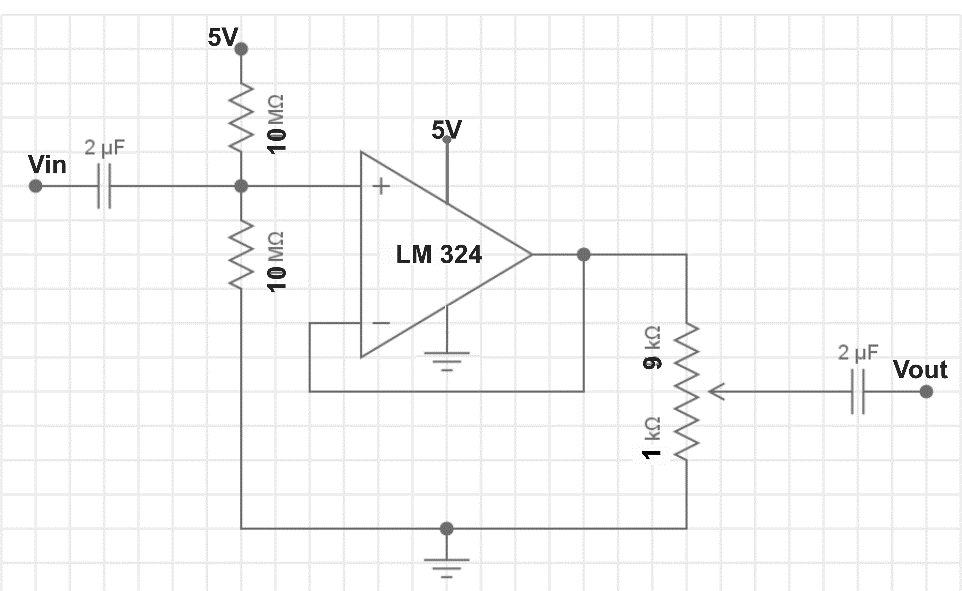 5V
10 MΩ
2 µF
Vin
5V
+
LM 324
10 MΩ
−
9 kΩ
2 µF
Vout
1 kΩ